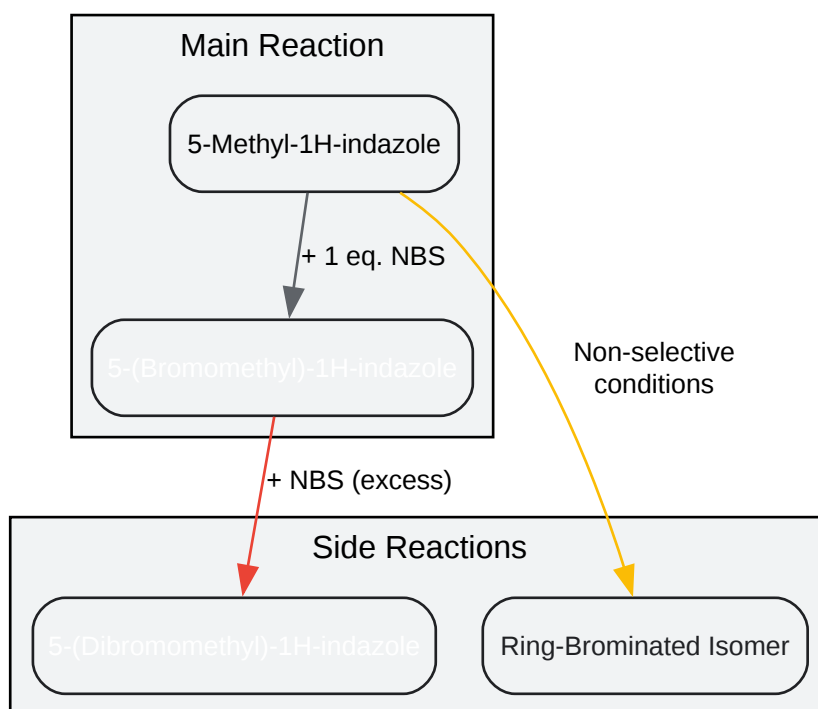 Main Reaction
5-Methyl-1H-indazole
+ 1 eq. NBS
5-(Bromomethyl)-1H-indazole
Non-selective
conditions
+ NBS (excess)
Side Reactions
5-(Dibromomethyl)-1H-indazole
Ring-Brominated Isomer